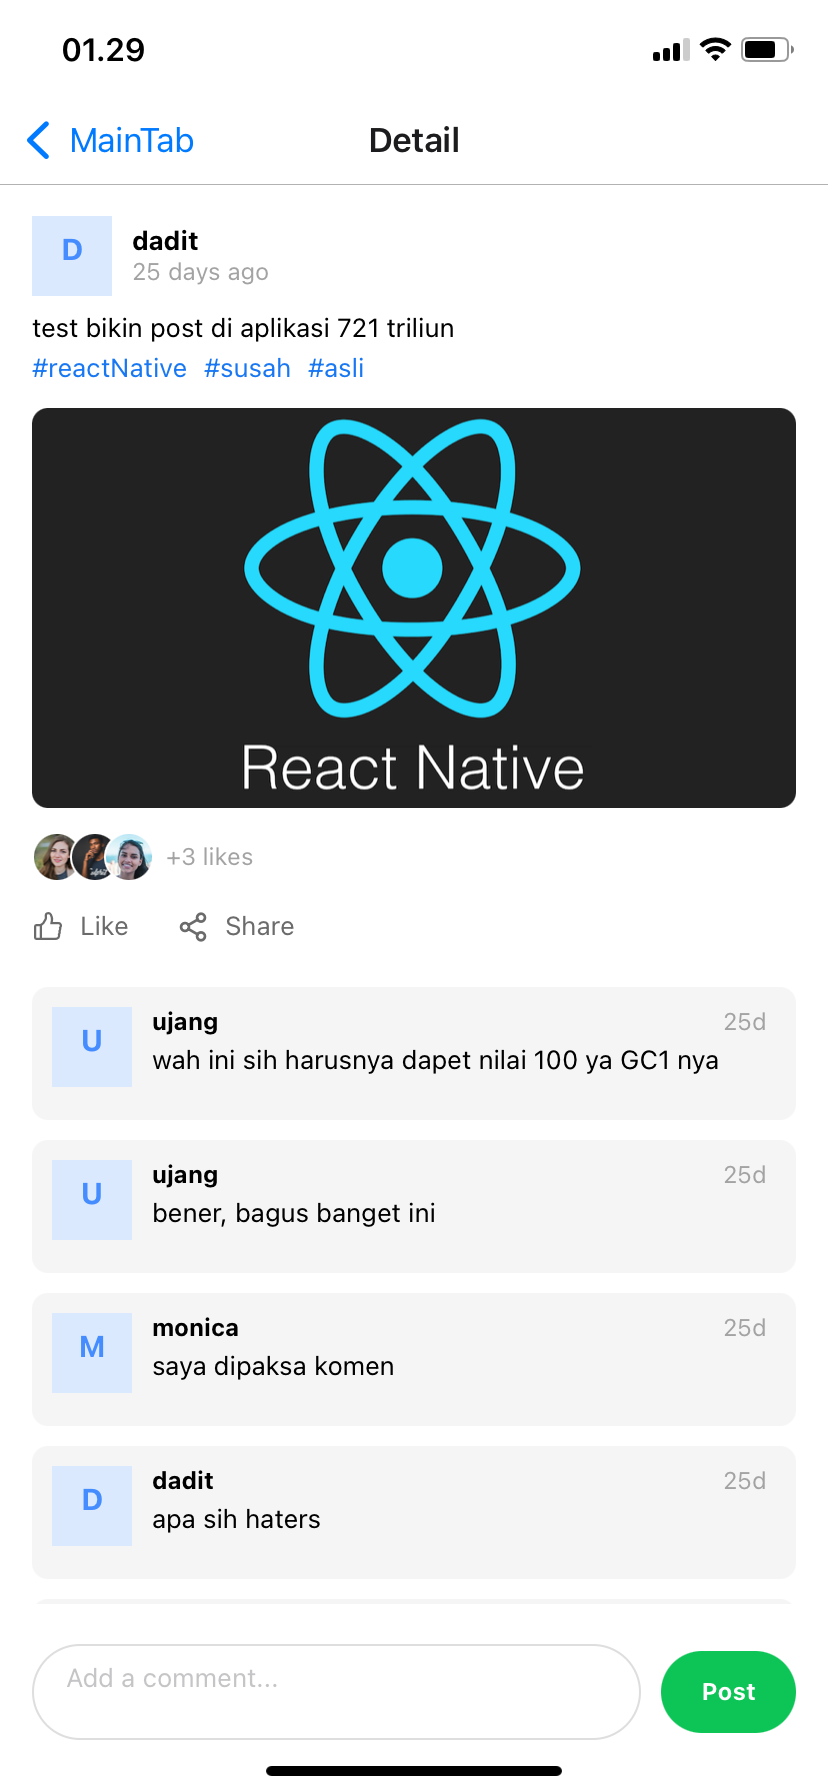 01.29
MainTab
Detail
D
dadit
25 days ago
test bikin post di aplikasi 721 triliun
#reactNative #susah #asli
React Native
+3 likes
Like
Share
U
ujang
25d
wah ini sih harusnya dapet nilai 100 ya GC1 nya
U
ujang
25d
bener, bagus banget ini
M
monica
25d
saya dipaksa komen
D
dadit
25d
apa sih haters
Add a comment...
Post